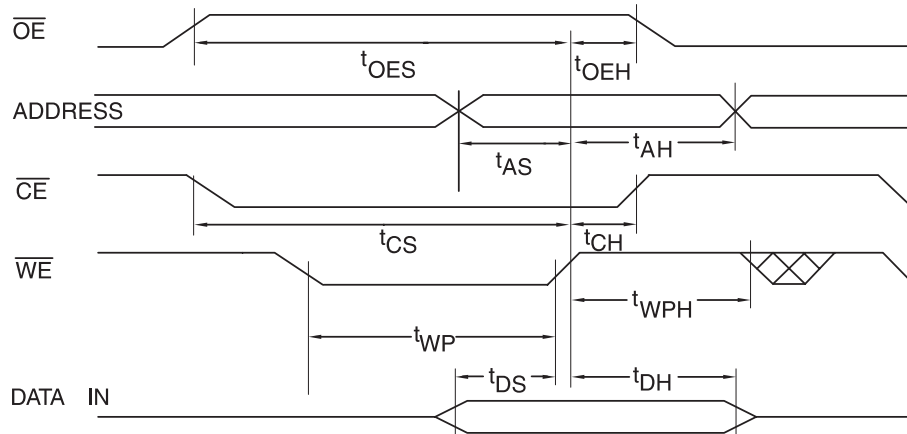 OE
tOES
tOEH
ADDRESS
tAS
tAH
CE
tCS
tCH
WE
tWPH
tWP
tDS
tDH
DATA IN